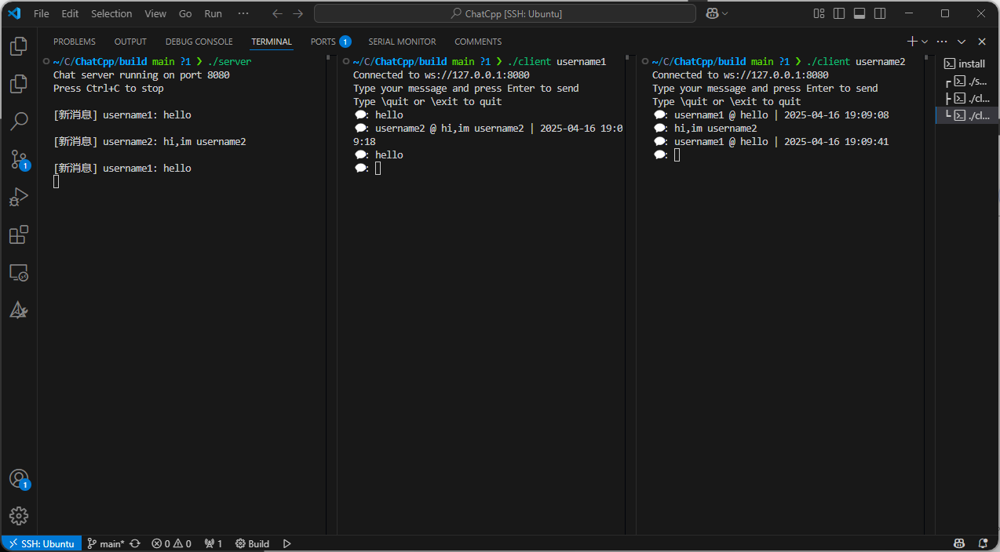 File Edit Selection View Go Run ··· ChatCpp [SSH: Ubuntu]
PROBLEMS OUTPUT DEBUG CONSOLE TERMINAL PORTS 1 SERIAL MONITOR COMMENTS
~/C/ChatCpp/build main ?1 ❯ ./server
Chat server running on port 8080
Press Ctrl+C to stop
[新消息] username1: hello
[新消息] username2: hi,im username2
[新消息] username1: hello
~/C/ChatCpp/build main ?1 ❯ ./client username1
Connected to ws://127.0.0.1:8080
Type your message and press Enter to send
Type \quit or \exit to quit
💬: hello
💬: username2 @ hi,im username2 | 2025-04-16 19:0
9:18
💬: hello
💬:
~/C/ChatCpp/build main ?1 ❯ ./client username2
Connected to ws://127.0.0.1:8080
Type your message and press Enter to send
Type \quit or \exit to quit
💬: username1 @ hello | 2025-04-16 19:09:08
💬: hi,im username2
💬: username1 @ hello | 2025-04-16 19:09:41
💬:
install
./s...
./cl...
./cl...
1
1
SSH: Ubuntu main* 0 0 1 Build